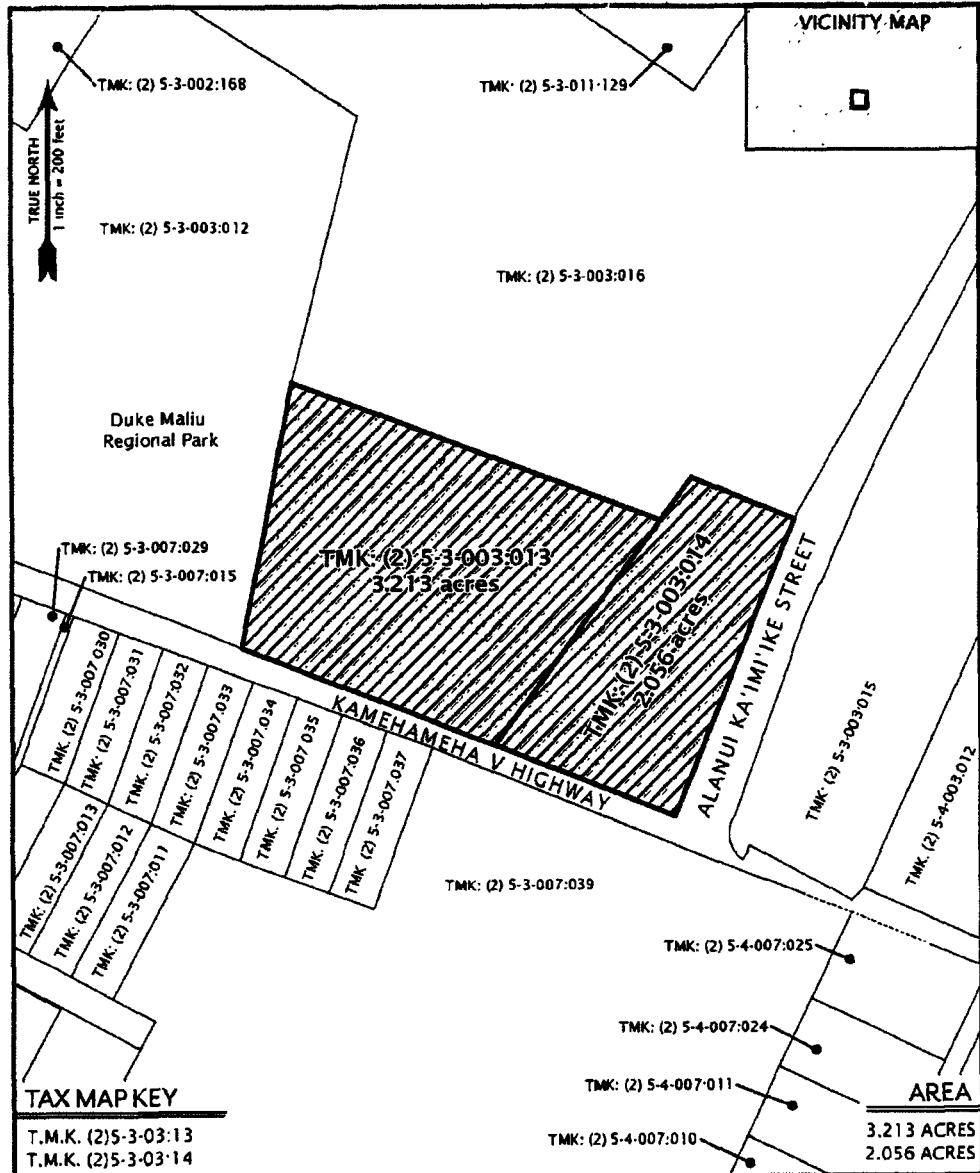 VICINITY MAP
TMK: (2) 5-3-002:168
TMK: (2) 5-3-011:129
TRUE NORTH
1 inch = 200 feet
TMK: (2) 5-3-003:012
TMK: (2) 5-3-003:016
Duke Maliu
Regional Park
TMK: (2) 5-3-003:013
3.213 acres
TMK: (2) 5-3-003:014
2.056 acres
TMK: (2) 5-3-007:029
TMK: (2) 5-3-007:015
ALANUI KA'IMI'IKE STREET
KAMEHAMEHA V HIGHWAY
TMK: (2) 5-3-007 030
TMK: (2) 5-3-007:031
TMK. (2) 5-3-007:032
TMK: (2) 5-3-007.033
TMK. (2) 5-3-007.034
TMK: (2) 5-3-007 035
TMK. (2) 5-3-007:036
TMK (2) 5-3-007.037
TMK: (2) 5-3-003:015
TMK. (2) 5-4-003.012
TMK: (2) 5-3-007:013
TMK: (2) 5-3-007:012
TMK: (2) 5-3-007:011
TMK: (2) 5-3-007:039
TMK: (2) 5-4-007:025
TMK: (2) 5-4-007:024
TMK: (2) 5-4-007:011
TMK: (2) 5-4-007:010
TAX MAP KEY
T.M.K. (2)5-3-03:13
T.M.K. (2)5-3-03:14
AREA
3.213 ACRES
2.056 ACRES